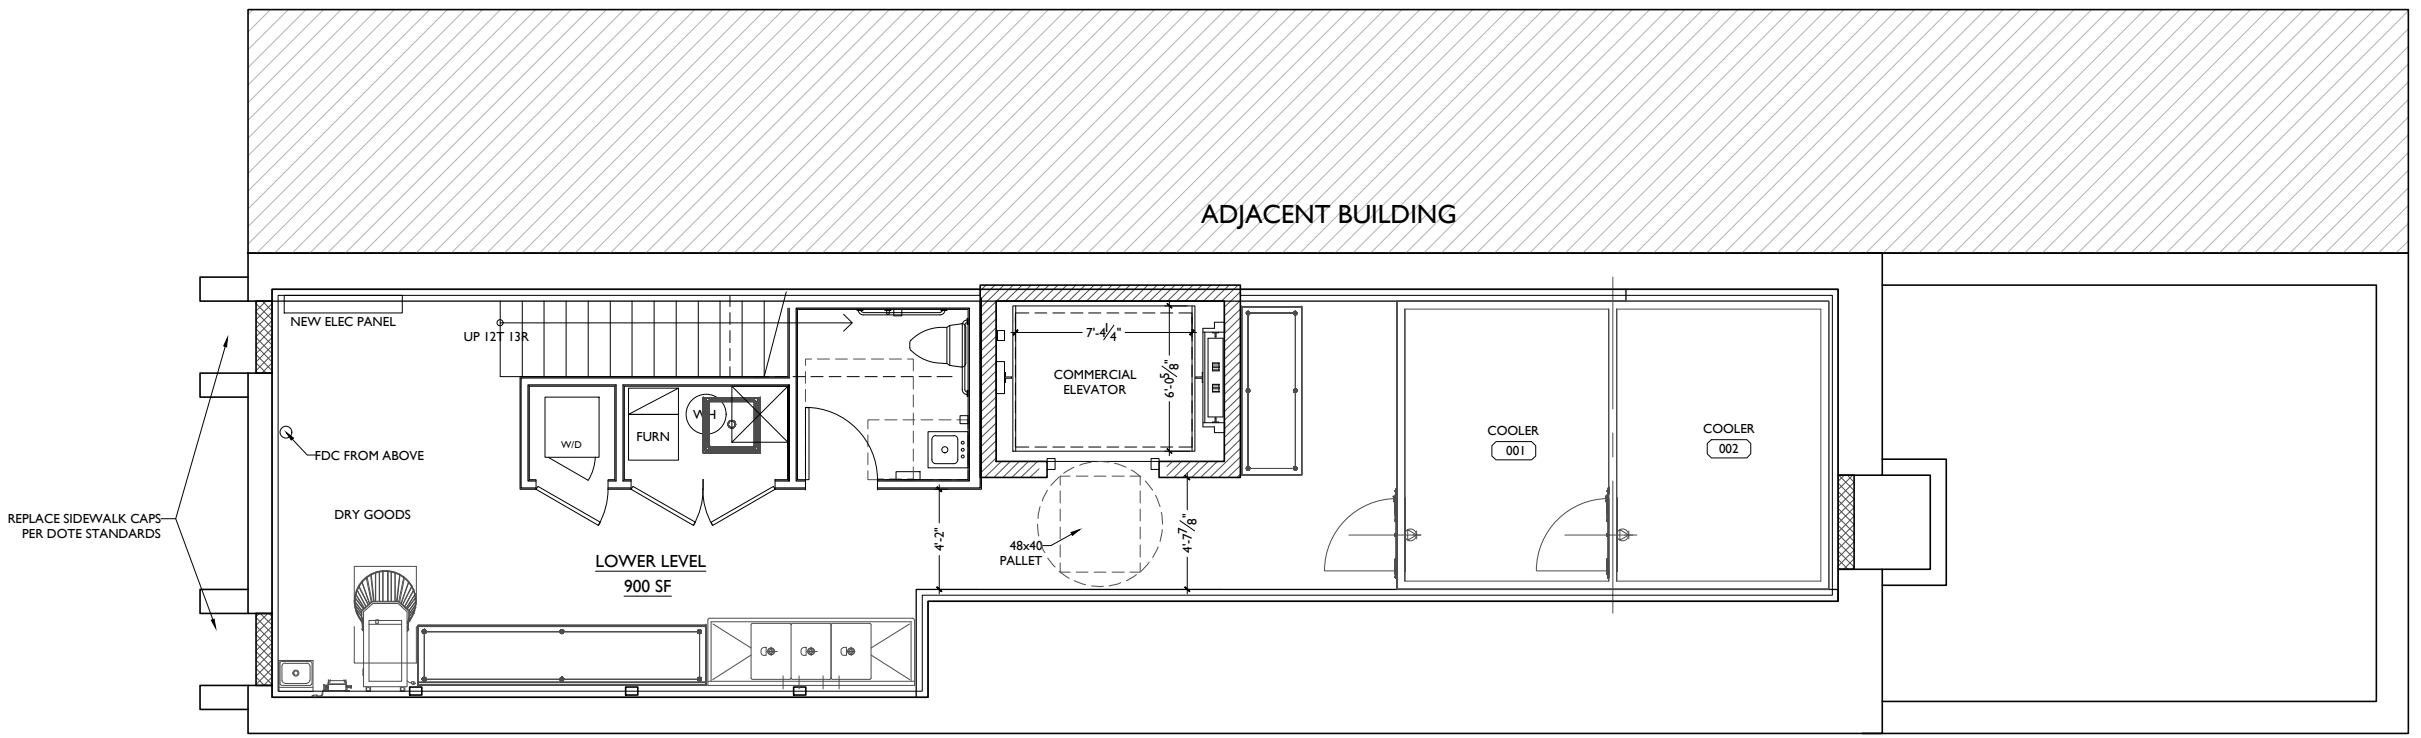 ADJACENT BUILDING
NEW ELEC PANEL
UP 12T 13R
7'-4 1/4"
6'-0 5/8"
COMMERCIAL
ELEVATOR
W/D
FURN
WH
FDC FROM ABOVE
COOLER
001
COOLER
002
REPLACE SIDEWALK CAPS
PER DOTE STANDARDS
DRY GOODS
4'-2"
48x40
PALLET
4'-7 7/8"
LOWER LEVEL
900 SF